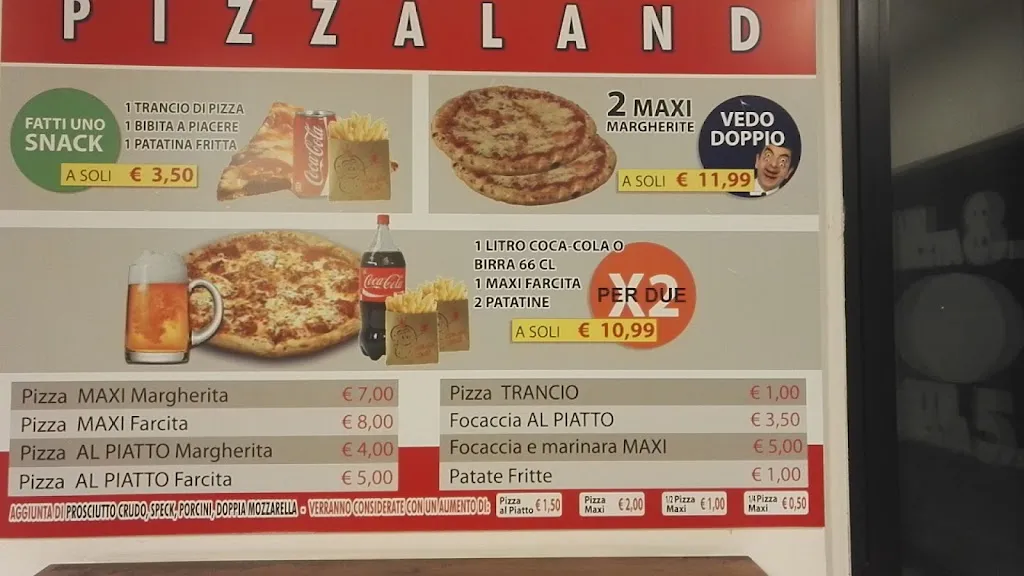 PIZZALAND
FATTI UNO
SNACK
1 TRANCIO DI PIZZA
1 BIBITA A PIACERE
1 PATATINA FRITTA
A SOLI € 3,50
Coca-Cola
2 MAXI
MARGHERITE
VEDO
DOPPIO
A SOLI € 11,99
1 LITRO COCA-COLA O
BIRRA 66 CL
1 MAXI FARCITA
2 PATATINE
X2
PER DUE
A SOLI € 10,99
Coca-Cola
Pizza MAXI Margherita € 7,00
Pizza MAXI Farcita € 8,00
Pizza AL PIATTO Margherita € 4,00
Pizza AL PIATTO Farcita € 5,00
Pizza TRANCIO € 1,00
Focaccia AL PIATTO € 3,50
Focaccia e marinara MAXI € 5,00
Patate Fritte € 1,00
AGGIUNTA DI PROSCIUTTO CRUDO, SPECK, PORCINI, DOPPIA MOZZARELLA - VERRANNO CONSIDERATE CON UN AUMENTO DI:
Pizza
al Piatto € 1,50
Pizza
Maxi € 2,00
1/2 Pizza
Maxi € 1,00
1/4 Pizza
Maxi € 0,50